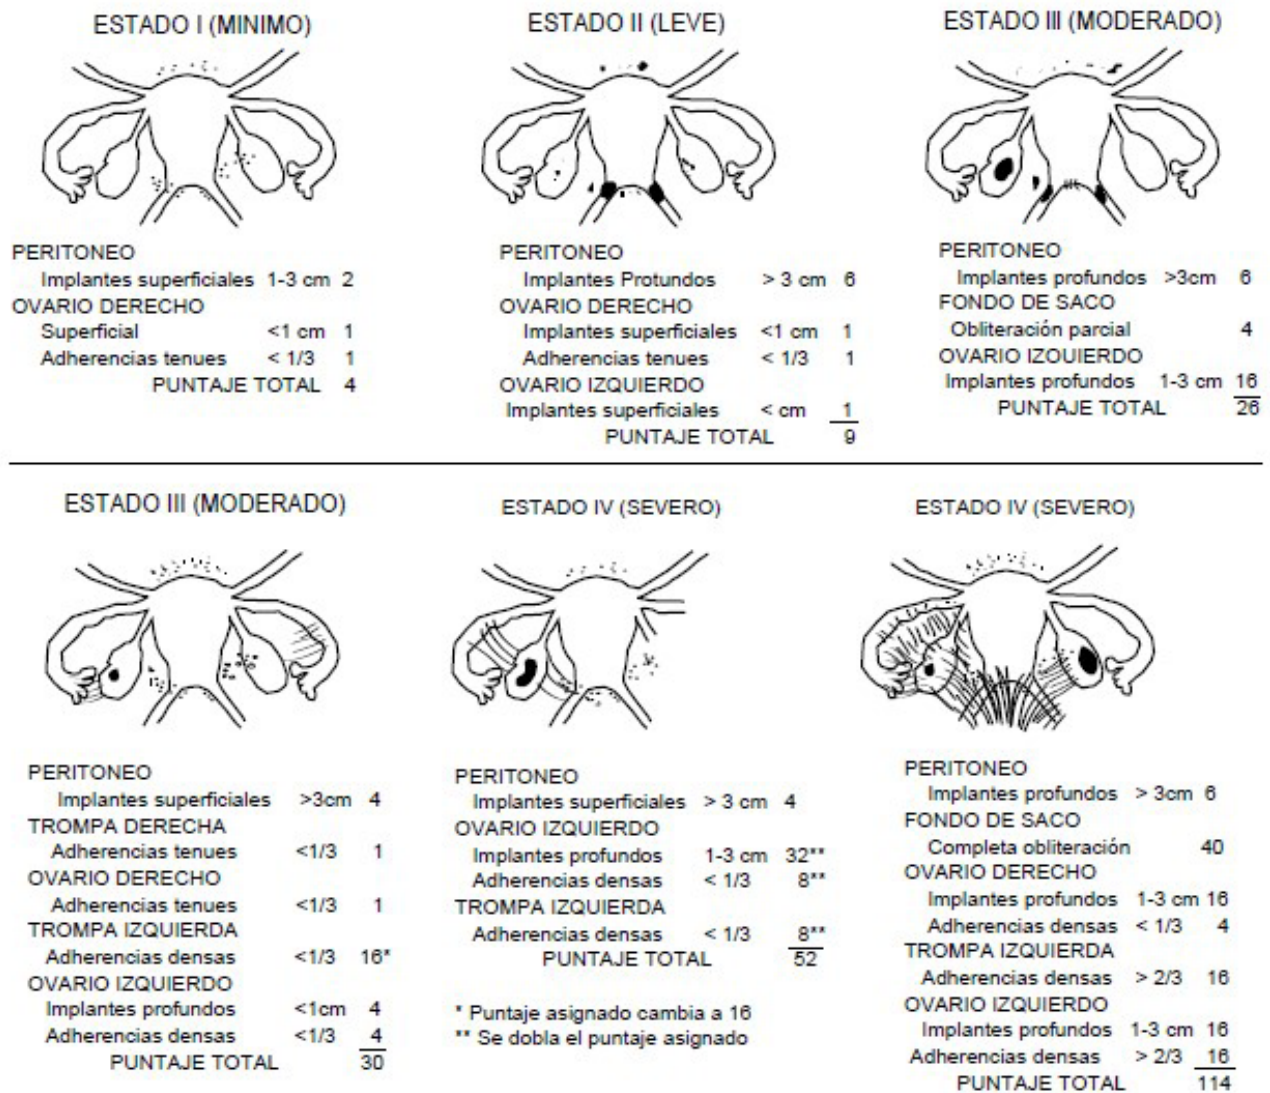 ESTADO I (MINIMO)
PERITONEO
Implantes superficiales 1-3 cm 2
OVARIO DERECHO
Superficial <1 cm 1
Adherencias tenues < 1/3 1
PUNTAJE TOTAL 4
ESTADO II (LEVE)
PERITONEO
Implantes Protundos > 3 cm 6
OVARIO DERECHO
Implantes superficiales <1 cm 1
Adherencias tenues < 1/3 1
OVARIO IZQUIERDO
Implantes superficiales < cm 1
PUNTAJE TOTAL 9
ESTADO III (MODERADO)
PERITONEO
Implantes profundos >3cm 6
FONDO DE SACO
Obliteración parcial 4
OVARIO IZOUIERDO
Implantes profundos 1-3 cm 16
PUNTAJE TOTAL 26
ESTADO III (MODERADO)
PERITONEO
Implantes superficiales >3cm 4
TROMPA DERECHA
Adherencias tenues <1/3 1
OVARIO DERECHO
Adherencias tenues <1/3 1
TROMPA IZQUIERDA
Adherencias densas <1/3 16*
OVARIO IZQUIERDO
Implantes profundos <1cm 4
Adherencias densas <1/3 4
PUNTAJE TOTAL 30
ESTADO IV (SEVERO)
PERITONEO
Implantes superficiales > 3 cm 4
OVARIO IZQUIERDO
Implantes profundos 1-3 cm 32**
Adherencias densas < 1/3 8**
TROMPA IZQUIERDA
Adherencias densas < 1/3 8**
PUNTAJE TOTAL 52
* Puntaje asignado cambia a 16
** Se dobla el puntaje asignado
ESTADO IV (SEVERO)
PERITONEO
Implantes profundos > 3cm 6
FONDO DE SACO
Completa obliteración 40
OVARIO DERECHO
Implantes profundos 1-3 cm 16
Adherencias densas < 1/3 4
TROMPA IZQUIERDA
Adherencias densas > 2/3 16
OVARIO IZQUIERDO
Implantes profundos 1-3 cm 16
Adherencias densas > 2/3 16
PUNTAJE TOTAL 114